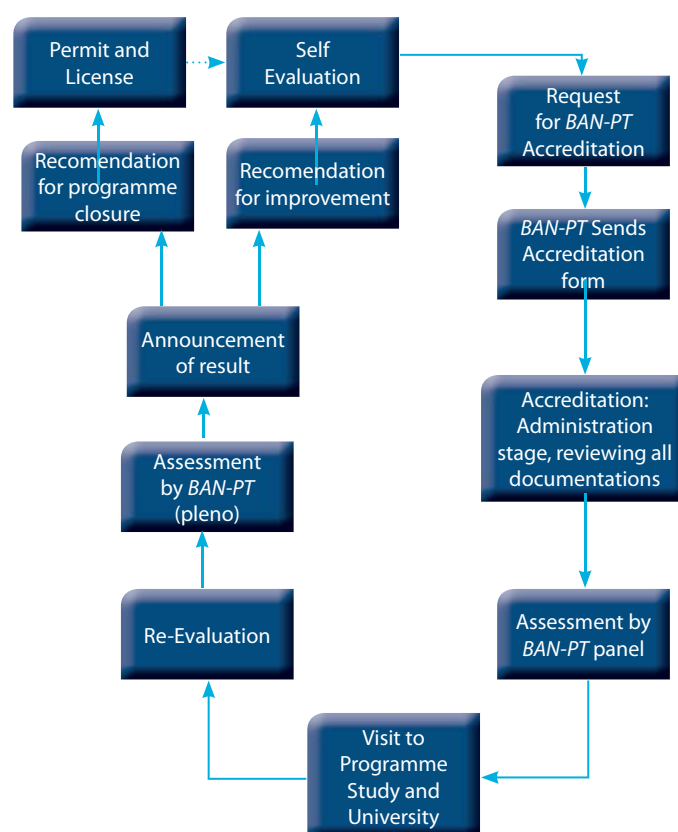 Permit and
License
Self
Evaluation
Request
for BAN-PT
Accreditation
Recomendation
for programme
closure
Recomendation
for improvement
BAN-PT Sends
Accreditation
form
Announcement
of result
Accreditation:
Administration
stage, reviewing all
documentations
Assessment
by BAN-PT
(pleno)
Re-Evaluation
Assessment by
BAN-PT panel
Visit to
Programme
Study and
University